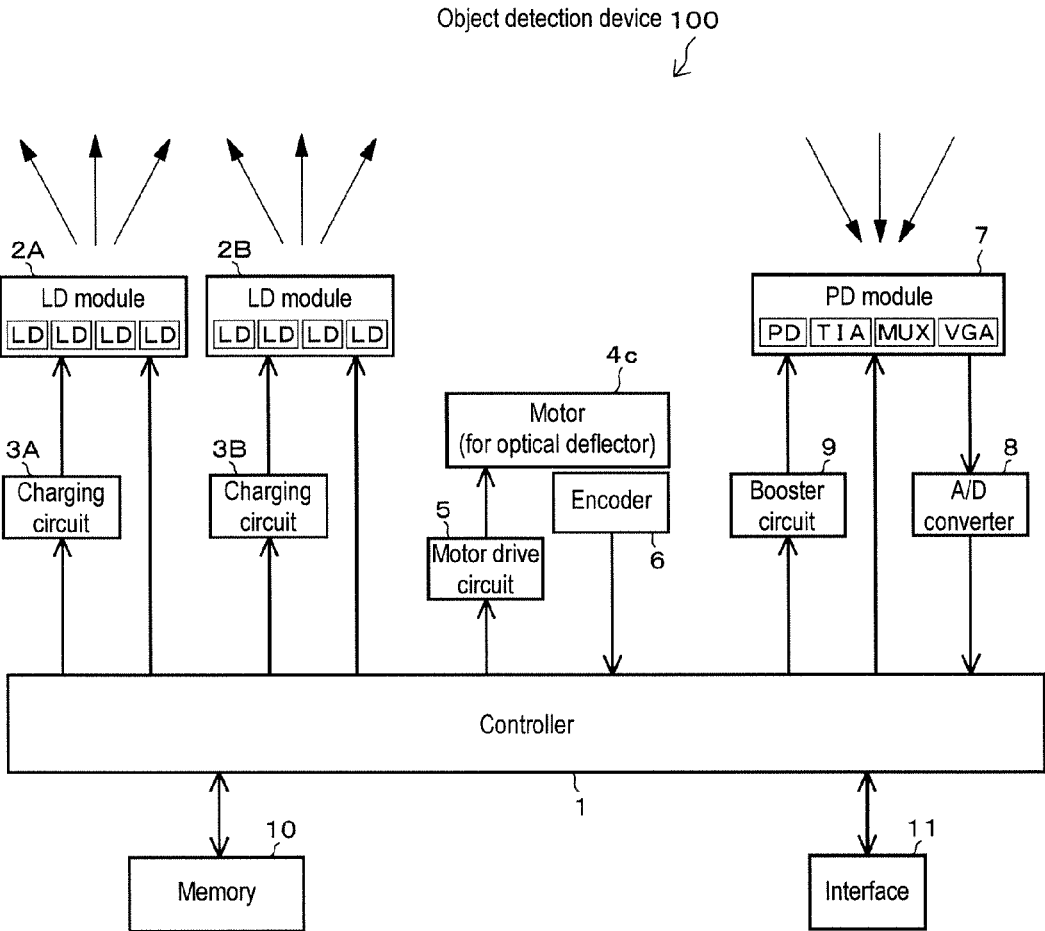 Object detection device 100
2A
LD module
LD LD LD LD
2B
LD module
LD LD LD LD
7
PD module
PD TIA MUX VGA
4c
Motor
(for optical deflector)
3A
Charging
circuit
3B
Charging
circuit
5
Motor drive
circuit
Encoder
6
9
Booster
circuit
8
A/D
converter
Controller
1
10
Memory
11
Interface